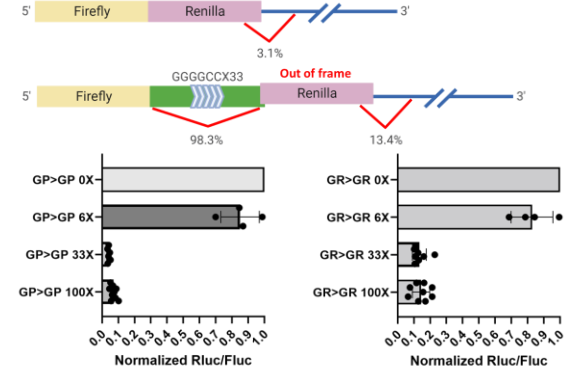 5' Firefly Renilla 3'
3.1%
GGGGCCX33
Out of frame
5' Firefly Renilla 3'
98.3% 13.4%
GP>GP 0X
GP>GP 6X
GP>GP 33X
GP>GP 100X
0.0 0.1 0.2 0.3 0.4 0.5 0.6 0.7 0.8 0.9 1.0
Normalized Rluc/Fluc
GR>GR 0X
GR>GR 6X
GR>GR 33X
GR>GR 100X
0.0 0.1 0.2 0.3 0.4 0.5 0.6 0.7 0.8 0.9 1.0
Normalized Rluc/Fluc